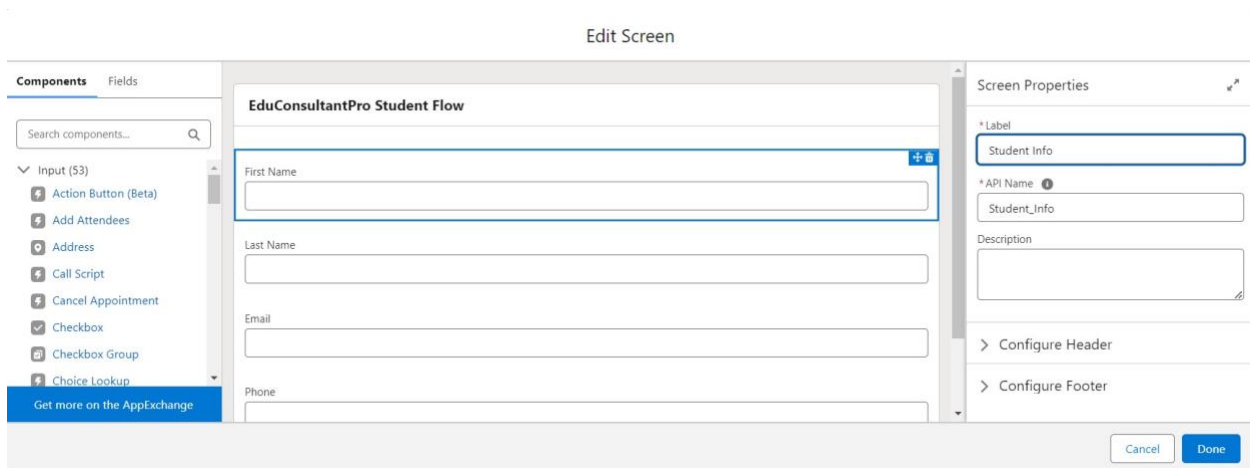 Edit Screen
Components Fields
Search components...
Input (53)
Action Button (Beta)
Add Attendees
Address
Call Script
Cancel Appointment
Checkbox
Checkbox Group
Choice Lookup
Get more on the AppExchange
EduConsultantPro Student Flow
First Name
Last Name
Email
Phone
Screen Properties
* Label
Student Info
* API Name
Student_Info
Description
Configure Header
Configure Footer
Cancel Done